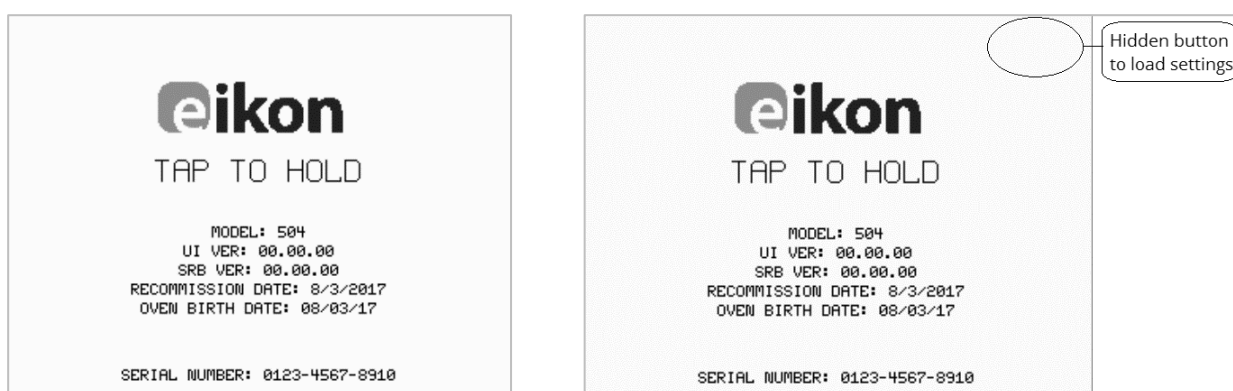 eikon
TAP TO HOLD
MODEL: 504
UI VER: 00.00.00
SRB VER: 00.00.00
RECOMMISSION DATE: 8/3/2017
OVEN BIRTH DATE: 08/03/17
SERIAL NUMBER: 0123-4567-8910
eikon
TAP TO HOLD
MODEL: 504
UI VER: 00.00.00
SRB VER: 00.00.00
RECOMMISSION DATE: 8/3/2017
OVEN BIRTH DATE: 08/03/17
SERIAL NUMBER: 0123-4567-8910
Hidden button
to load settings